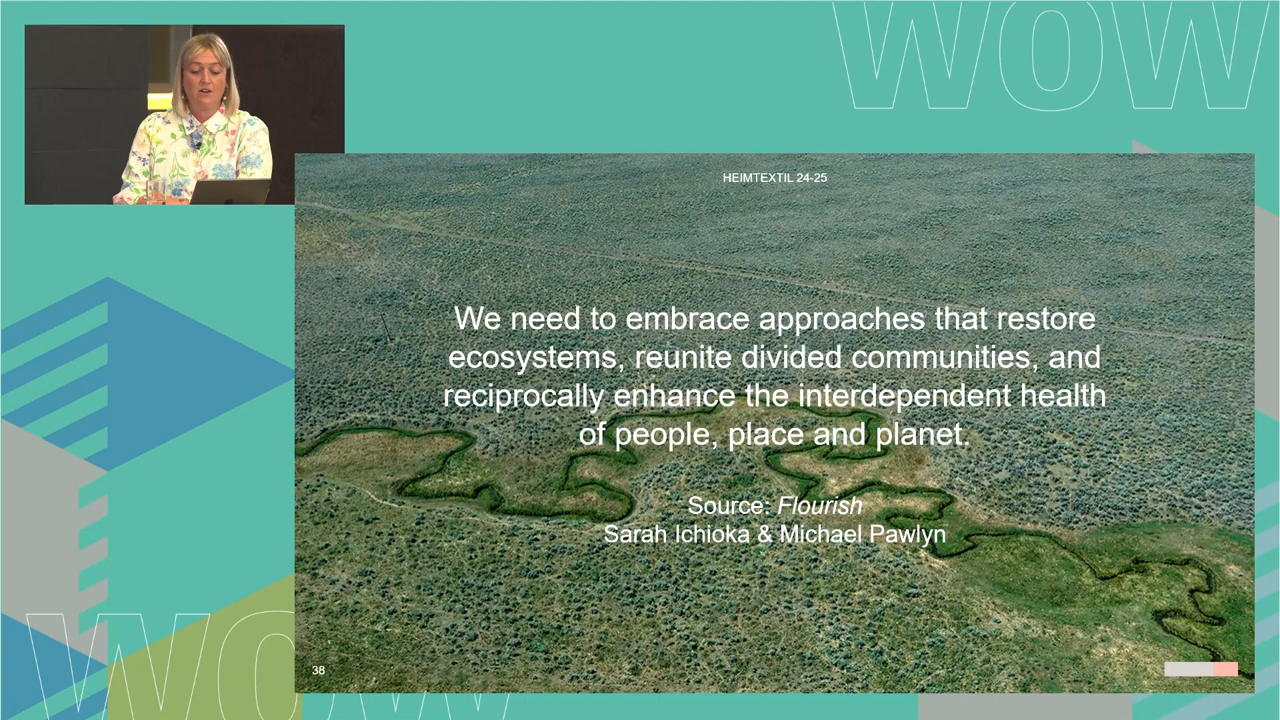 WOW
HEIMTEXTIL 24-25
We need to embrace approaches that restore
ecosystems, reunite divided communities, and
reciprocally enhance the interdependent health
of people, place and planet.
Source: Flourish
Sarah Ichioka & Michael Pawlyn
38
WOW